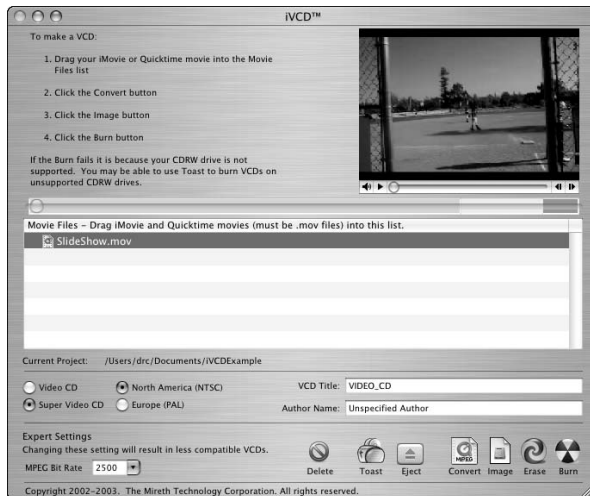 iVCD™
To make a VCD:
1. Drag your iMovie or Quicktime movie into the Movie
Files list
2. Click the Convert button
3. Click the Image button
4. Click the Burn button
If the Burn fails it is because your CDRW drive is not
supported. You may be able to use Toast to burn VCDs on
unsupported CDRW drives.
Movie Files - Drag iMovie and Quicktime movies (must be .mov files) into this list.
SlideShow.mov
Current Project: /Users/drc/Documents/iVCDExample
Video CD
North America (NTSC)
Super Video CD
Europe (PAL)
VCD Title: VIDEO_CD
Author Name: Unspecified Author
Expert Settings
Changing these setting will result in less compatible VCDs.
MPEG Bit Rate 2500
MPEG
Delete Toast Eject Convert Image Erase Burn
Copyright 2002-2003. The Mireth Technology Corporation. All rights reserved.